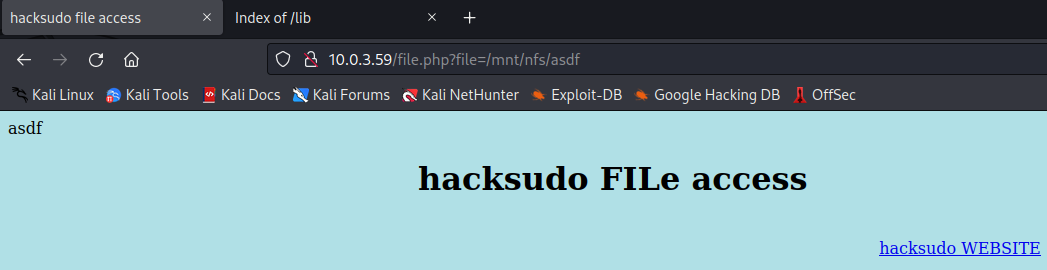 hacksudo file access
Index of /lib
10.0.3.59/file.php?file=/mnt/nfs/asdf
Kali Linux Kali Tools Kali Docs Kali Forums Kali NetHunter Exploit-DB Google Hacking DB OffSec
asdf
hacksudo FILe access
hacksudo WEBSITE